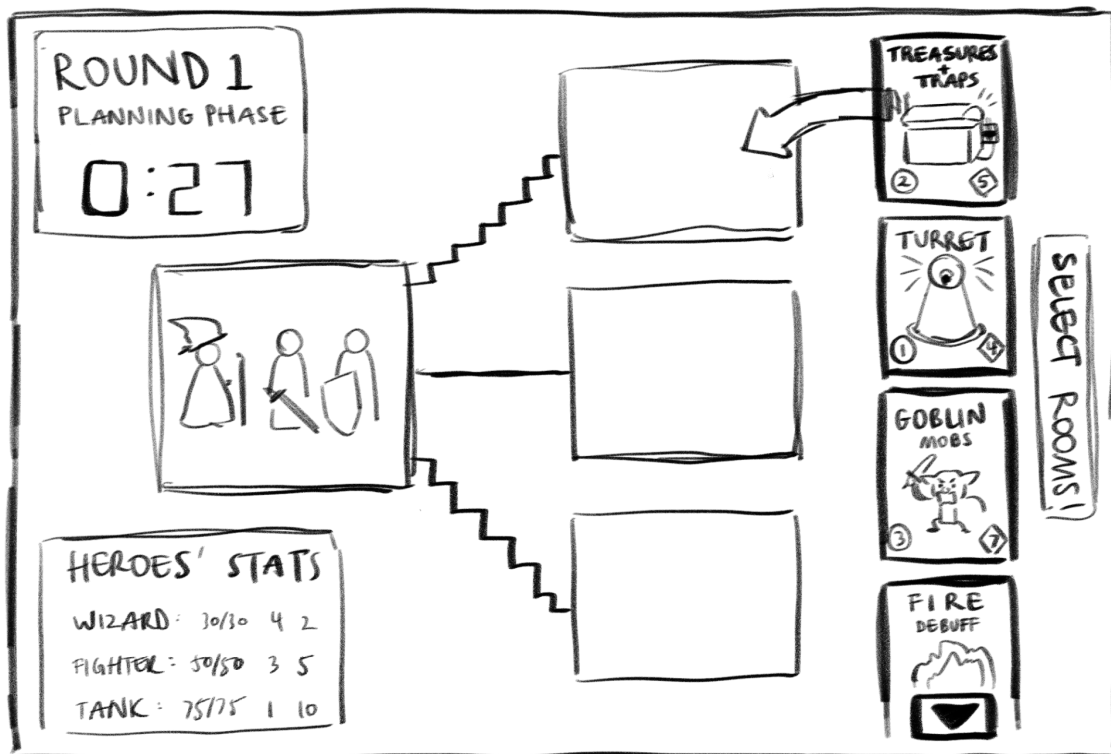 ROUND 1
PLANNING PHASE
0:27
HEROES' STATS
WIZARD: 30/30 4 2
FIGHTER: 50/50 3 5
TANK: 75/75 1 10
TREASURES
+
TRAPS
2 5
TURRET
1 4
GOBLIN
MOBS
3 7
FIRE
DEBUFF
SELECT ROOMS!